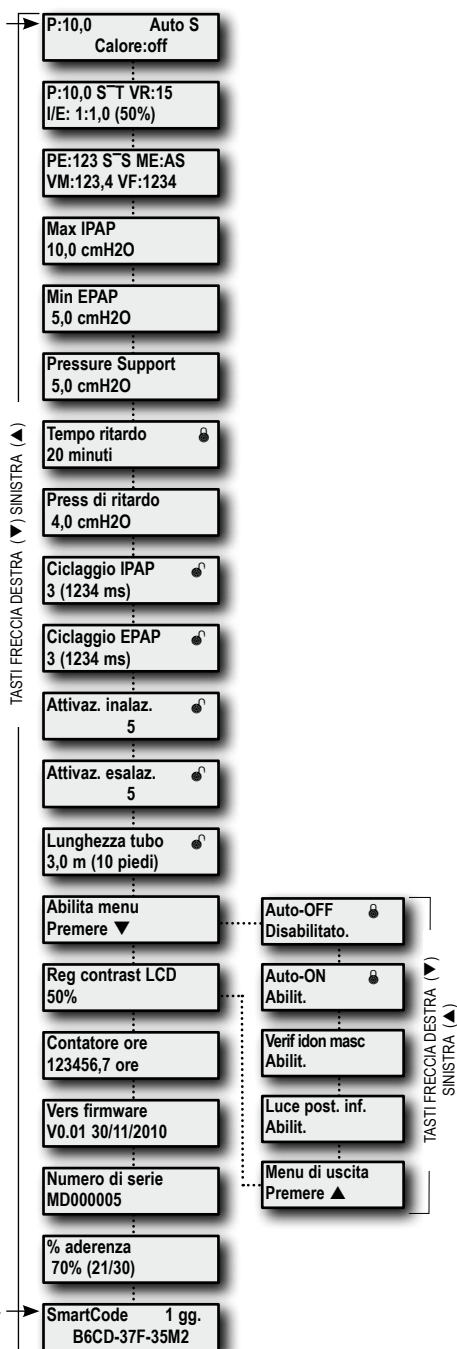 P:10,0 Auto S
Calore:off
P:10,0 S¯T VR:15
I/E: 1:1,0 (50%)
PE:123 S¯S ME:AS
VM:123,4 VF:1234
Max IPAP
10,0 cmH2O
Min EPAP
5,0 cmH2O
Pressure Support
5,0 cmH2O
Tempo ritardo
20 minuti
Press di ritardo
4,0 cmH2O
Ciclaggio IPAP
3 (1234 ms)
Ciclaggio EPAP
3 (1234 ms)
Attivaz. inalaz.
5
Attivaz. esalaz.
5
Lunghezza tubo
3,0 m (10 piedi)
Abilita menu
Premere ▼
Reg contrast LCD
50%
Contatore ore
123456,7 ore
Vers firmware
V0.01 30/11/2010
Numero di serie
MD000005
% aderenza
70% (21/30)
SmartCode 1 gg.
B6CD-37F-35M2
TASTI FRECCIA DESTRA (▼) SINISTRA (▲)
Auto-OFF
Disabilitato.
Auto-ON
Abilit.
Verif idon masc
Abilit.
Luce post. inf.
Abilit.
Menu di uscita
Premere ▲
TASTI FRECCIA DESTRA (▼)
SINISTRA (▲)